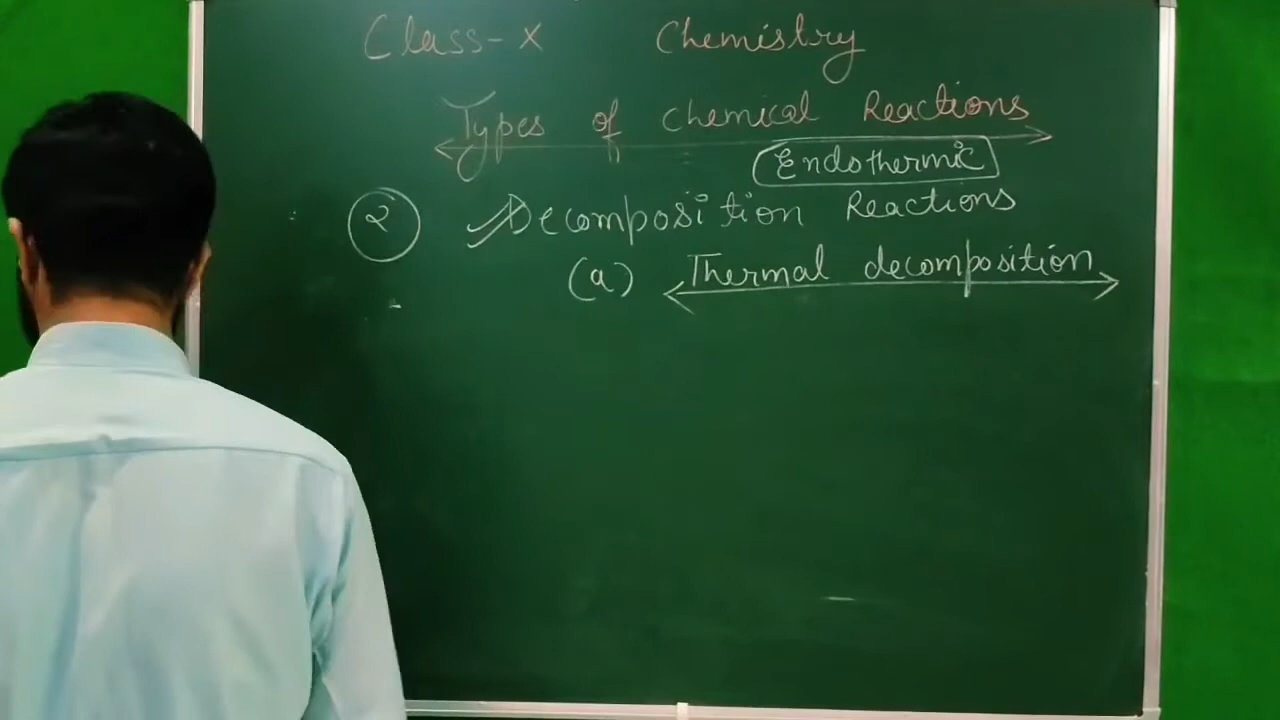 Class-X Chemistry
Types of chemical Reactions
Endothermic
2 Decomposition Reactions
(a) Thermal decomposition